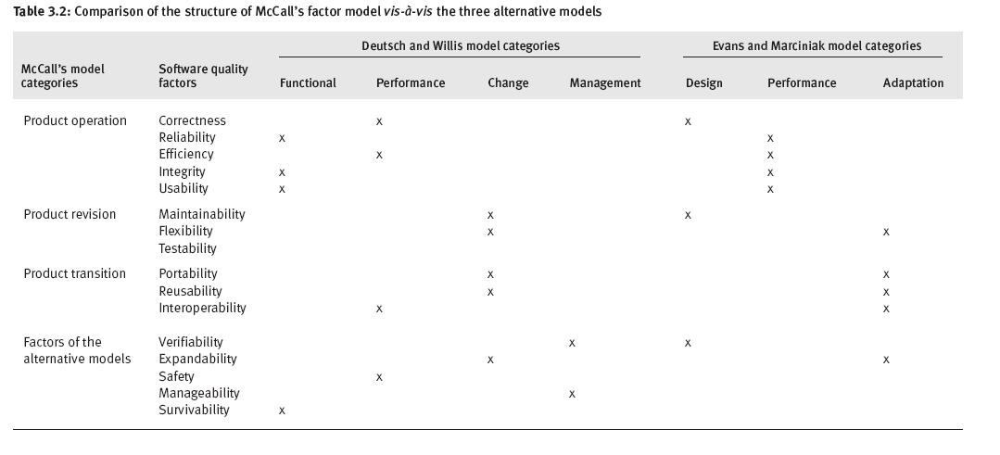 Table 3.2: Comparison of the structure of McCall’s factor model vis-à-vis the three alternative models
Deutsch and Willis model categories Evans and Marciniak model categories
McCall’s model categories Software quality factors Functional Performance Change Management Design Performance Adaptation
Product operation Correctness x x
Reliability x x
Efficiency x x
Integrity x x
Usability x x
Product revision Maintainability x x
Flexibility x x
Testability
Product transition Portability x x
Reusability x x
Interoperability x x
Factors of the Verifiability x x
alternative models Expandability x x
Safety x
Manageability x
Survivability x